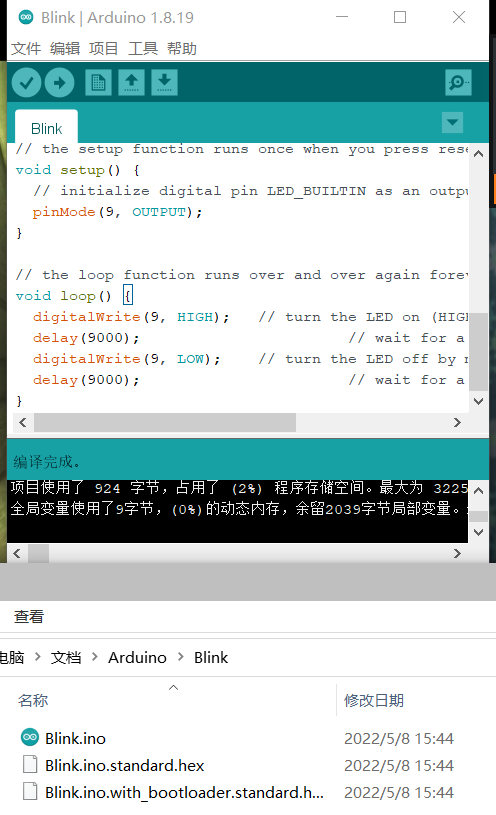 Blink | Arduino 1.8.19
文件 编辑 项目 工具 帮助
Blink
// the setup function runs once when you press rese
void setup() {
// initialize digital pin LED_BUILTIN as an outpu
pinMode(9, OUTPUT);
}
// the loop function runs over and over again forev
void loop() {
digitalWrite(9, HIGH); // turn the LED on (HIGH
delay(9000); // wait for a
digitalWrite(9, LOW); // turn the LED off by m
delay(9000); // wait for a
}
编译完成。
项目使用了 924 字节，占用了 (2%) 程序存储空间。最大为 3225
全局变量使用了9字节，(0%)的动态内存，余留2039字节局部变量。
查看
电脑 > 文档 > Arduino > Blink
名称 修改日期
Blink.ino 2022/5/8 15:44
Blink.ino.standard.hex 2022/5/8 15:44
Blink.ino.with_bootloader.standard.h... 2022/5/8 15:44